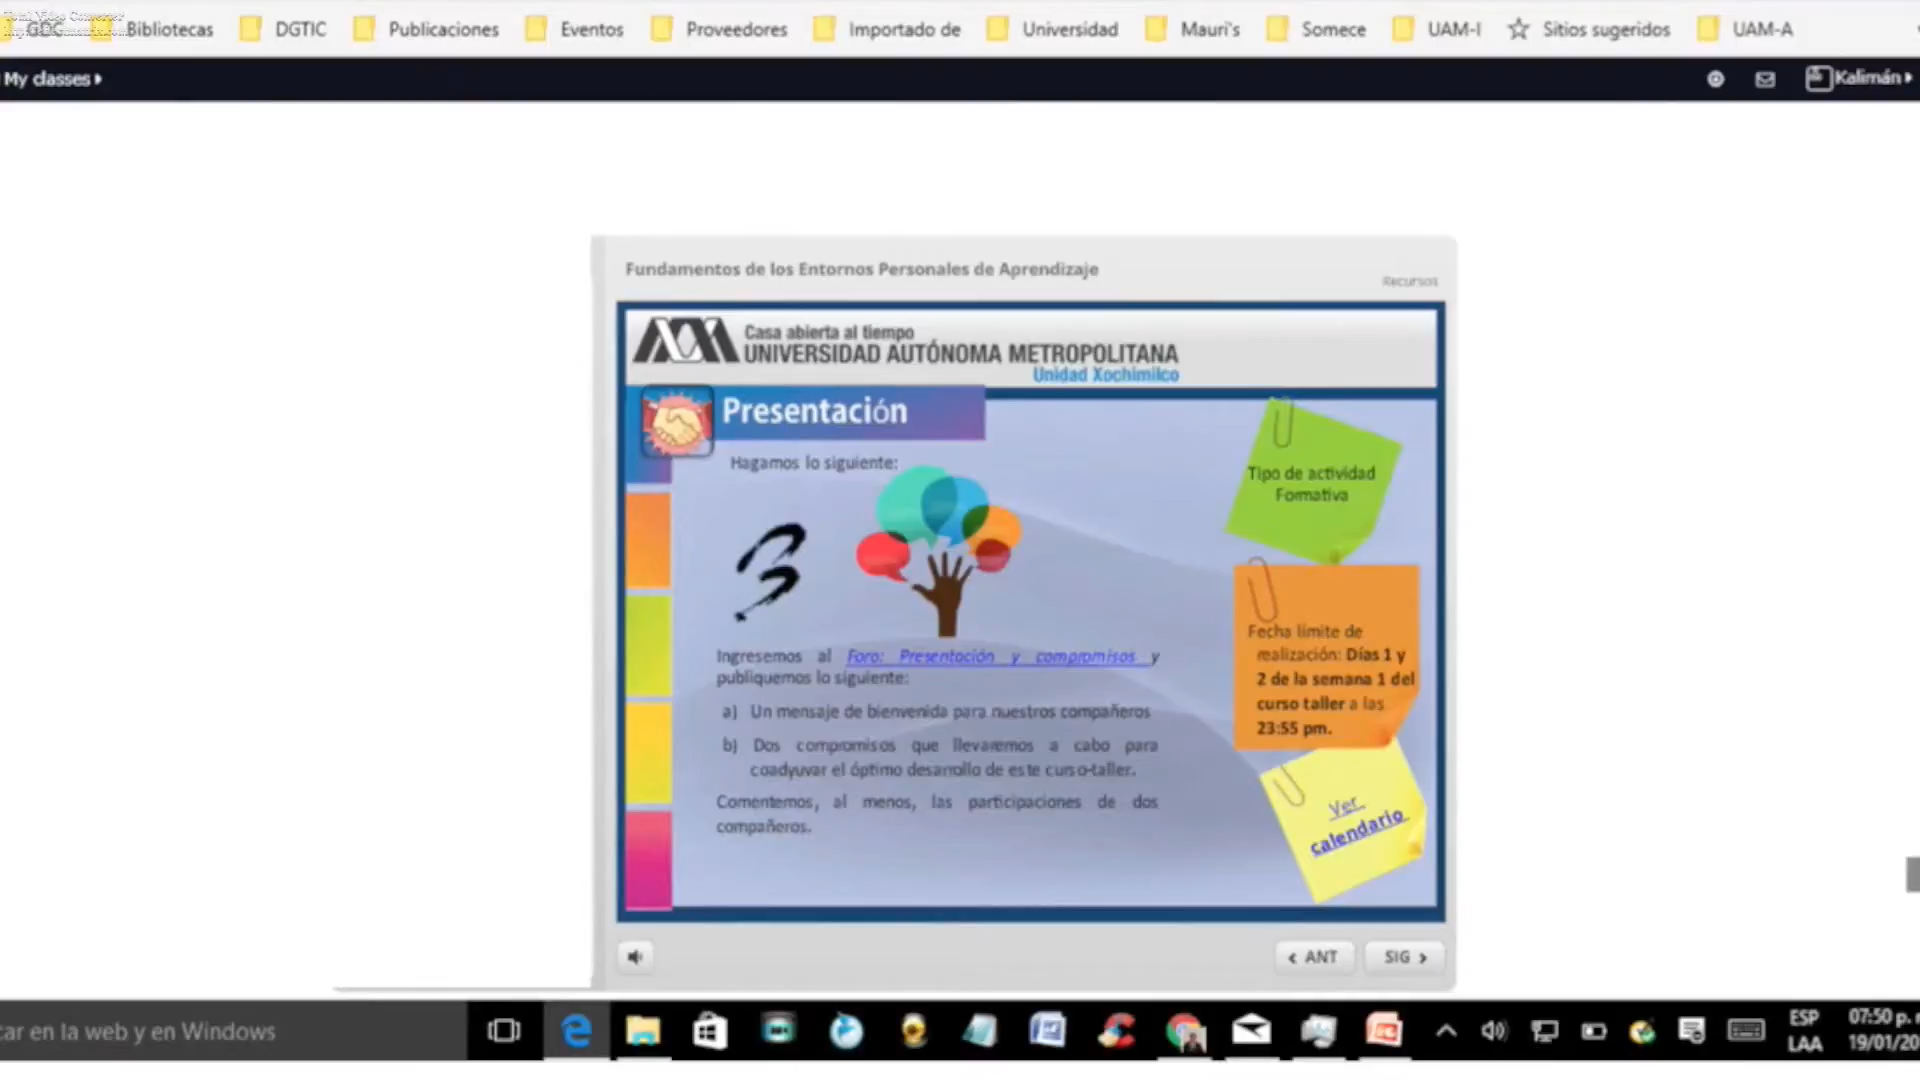 GDC Bibliotecas DGTIC Publicaciones Eventos Proveedores Importado de Universidad Mauri's Somece UAM-I Sitios sugeridos UAM-A
My classes Kalimán
Fundamentos de los Entornos Personales de Aprendizaje
Recursos
Casa abierta al tiempo
UNIVERSIDAD AUTÓNOMA METROPOLITANA
Unidad Xochimilco
Presentación
Hagamos lo siguiente:
3
Ingresemos al Foro: Presentación y compromisos y
publiquemos lo siguiente:
a) Un mensaje de bienvenida para nuestros compañeros
b) Dos compromisos que llevaremos a cabo para
coadyuvar el óptimo desarrollo de este curso-taller.
Comentemos, al menos, las participaciones de dos
compañeros.
Tipo de actividad
Formativa
Fecha límite de
realización: Días 1 y
2 de la semana 1 del
curso taller a las
23:55 pm.
Ver
calendario
ANT SIG
car en la web y en Windows
ESP
LAA
07:50 p.
19/01/20